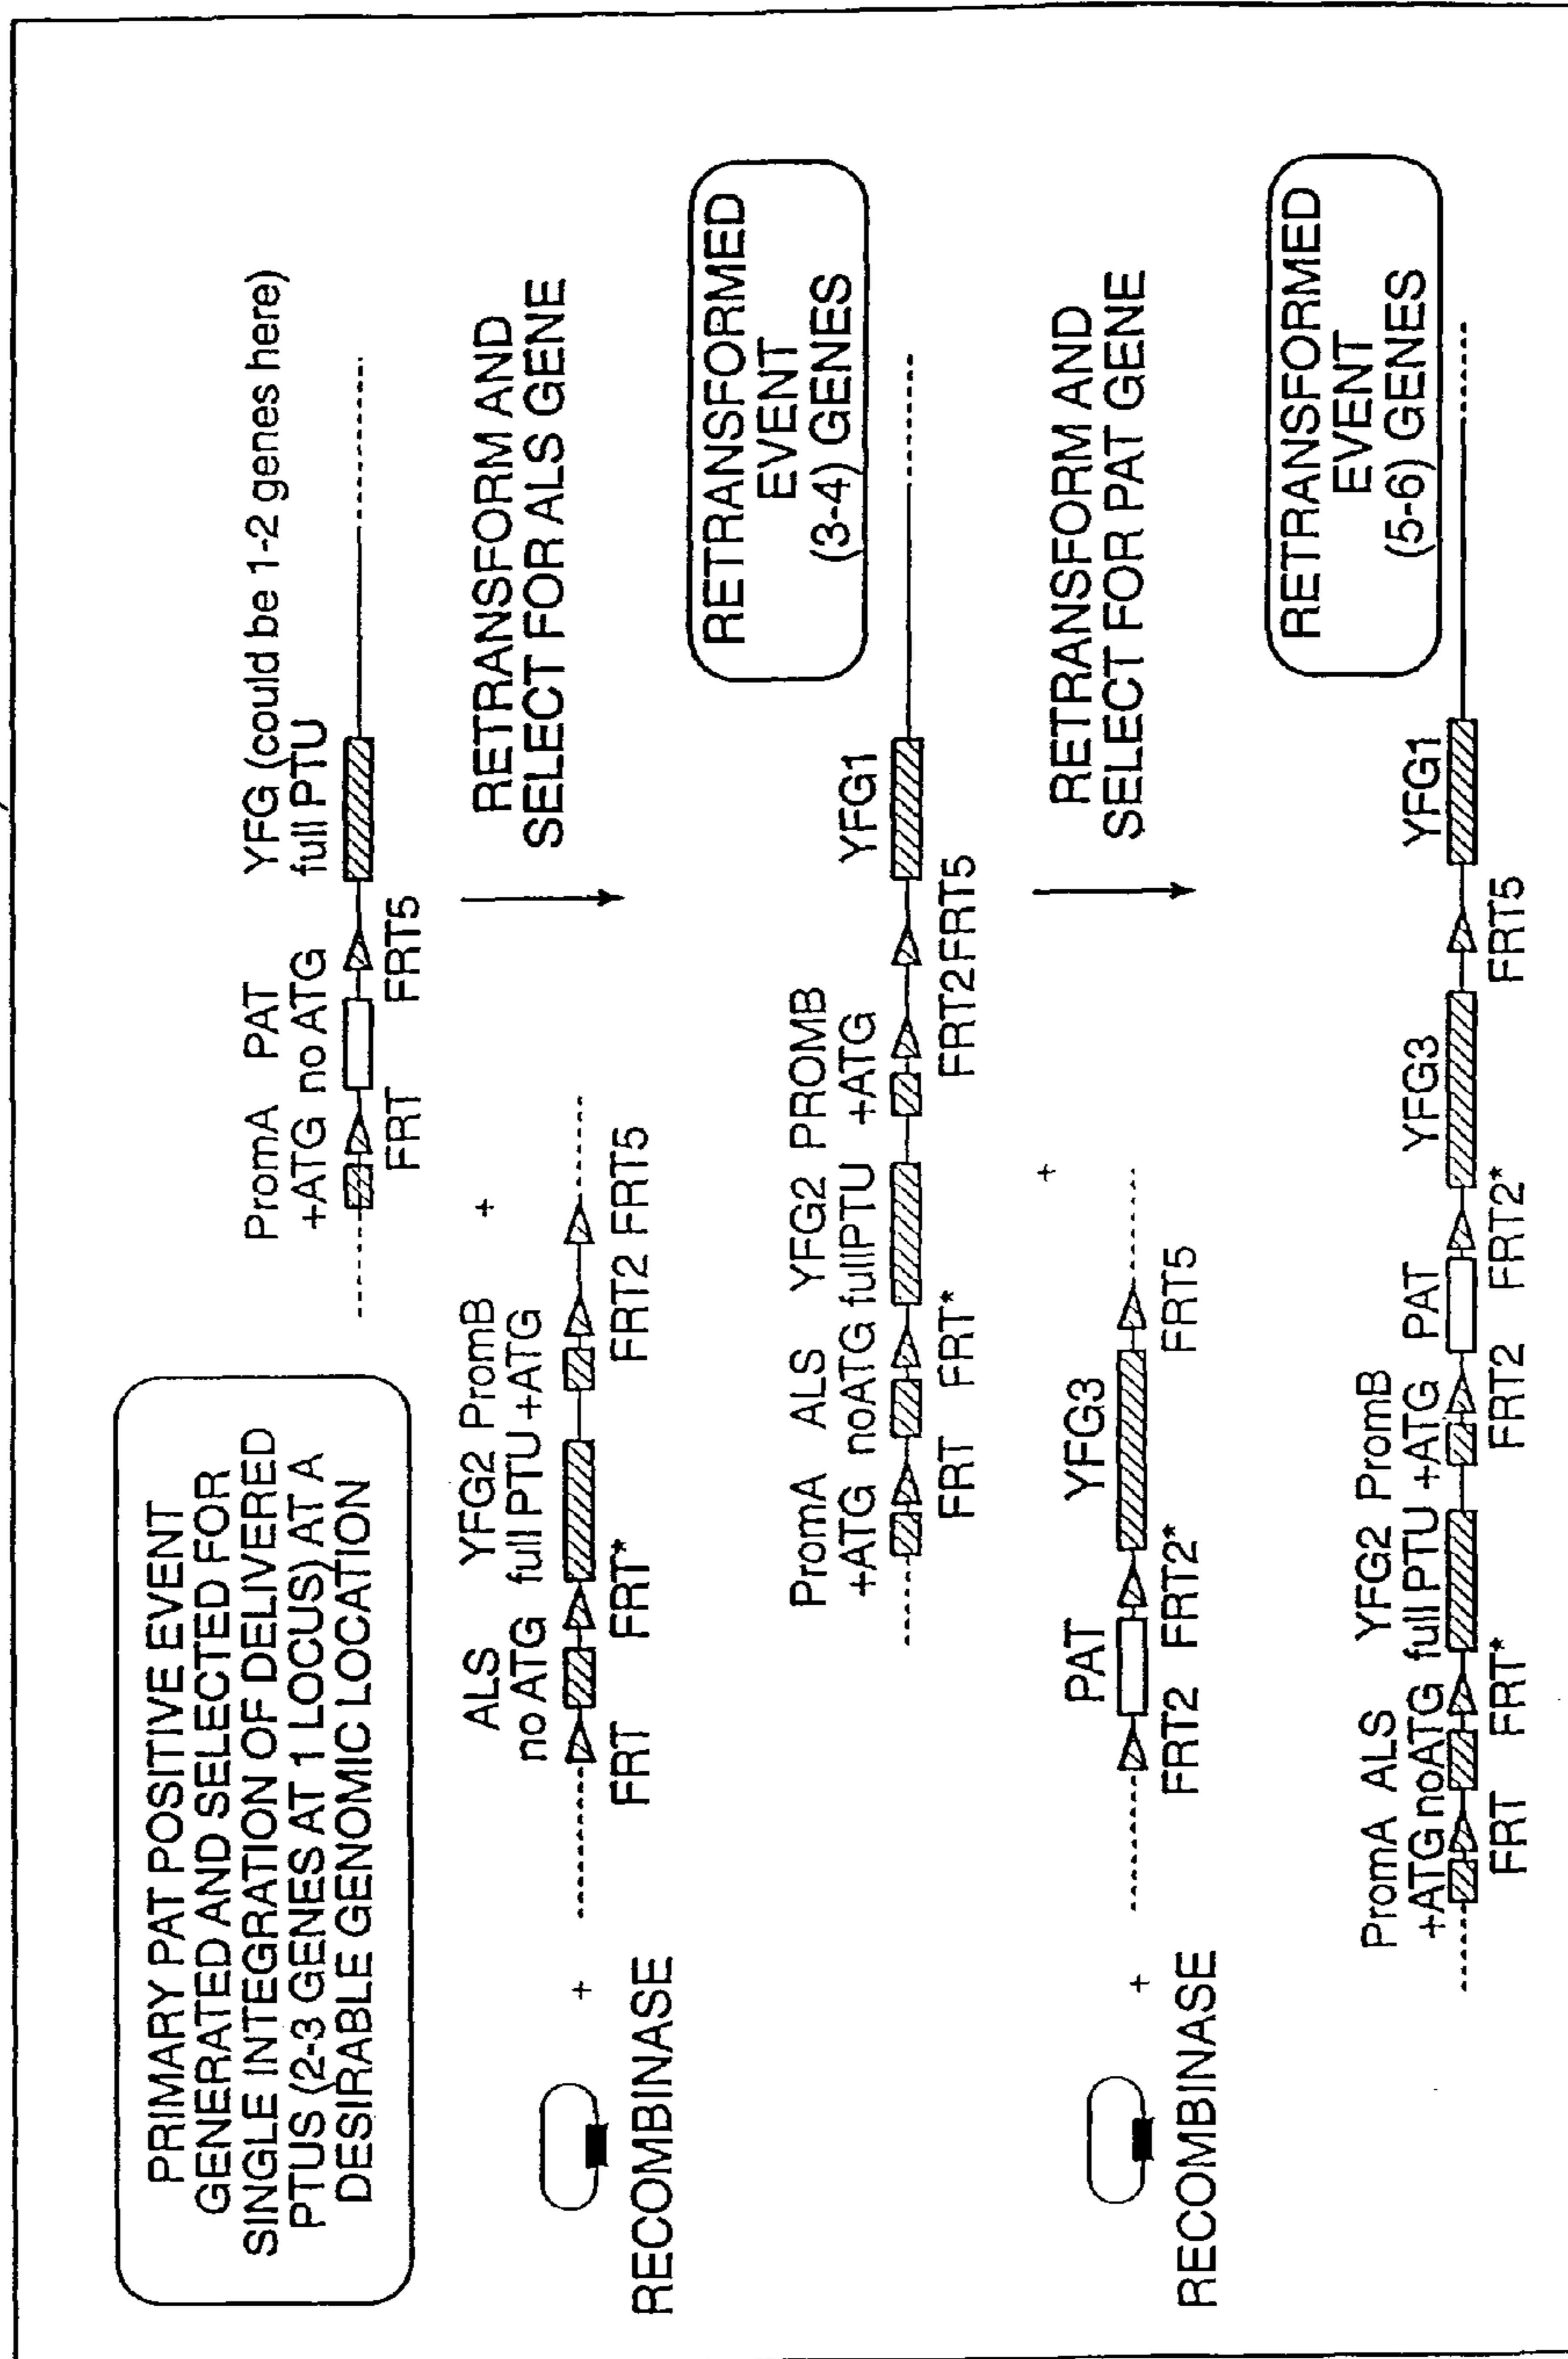 PRIMARY PAT POSITIVE EVENT
GENERATED AND SELECTED FOR
SINGLE INTEGRATION OF DELIVERED
PTUS (2-3 GENES AT 1 LOCUS) AT A
DESIRABLE GENOMIC LOCATION
PromA PAT YFG (could be 1-2 genes here)
+ATG no ATG full PTU
FRT FRT5
ALS YFG2 PromB
no ATG full PTU +ATG
+ +
FRT FRT* FRT2 FRT5
RECOMBINASE
RETRANSFORM AND
SELECT FOR ALS GENE
RETRANSFORMED
EVENT
(3-4) GENES
PromA ALS YFG2 PROMB
+ATG noATG fullPTU +ATG YFG1
FRT FRT* FRT2FRT5
PAT YFG3
+ +
FRT2 FRT2* FRT5
RECOMBINASE
RETRANSFORM AND
SELECT FOR PAT GENE
RETRANSFORMED
EVENT
(5-6) GENES
PromA ALS YFG2 PromB
+ATG noATG full PTU +ATG PAT YFG3 YFG1
FRT FRT* FRT2 FRT2* FRT5